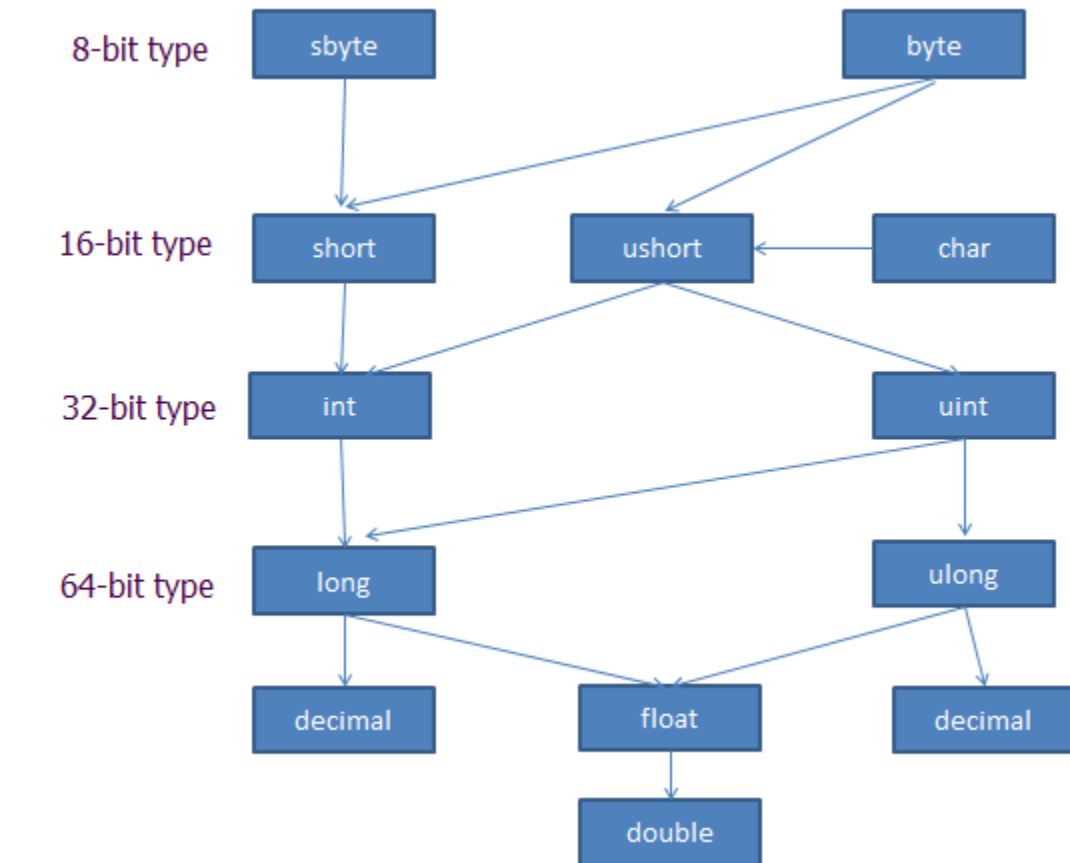 8-bit type
sbyte
byte
16-bit type
short
ushort
char
32-bit type
int
uint
64-bit type
long
ulong
decimal
float
decimal
double